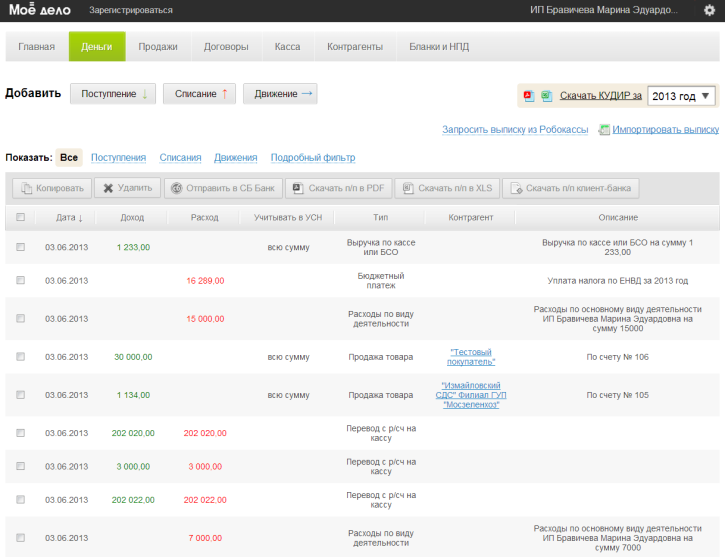 Моё дело Зарегистрироваться ИП Бравичева Марина Эдуардо...
Главная Деньги Продажи Договоры Касса Контрагенты Бланки и НПД
Добавить Поступление ↓ Списание ↑ Движение → Скачать КУДИР за 2013 год ▼
Запросить выписку из Робокассы Импортировать выписку
Показать: Все Поступления Списания Движения Подробный фильтр
Копировать Удалить Отправить в СБ Банк Скачать п/п в PDF Скачать п/п в XLS Скачать п/п клиент-банка
Дата ↓ Доход Расход Учитывать в УСН Тип Контрагент Описание
03.06.2013 1 233,00 всю сумму Выручка по кассе
или БСО Выручка по кассе или БСО на сумму 1
233,00
03.06.2013 16 289,00 Бюджетный
платеж Уплата налога по ЕНВД за 2013 год
03.06.2013 15 000,00 Расходы по виду
деятельности Расходы по основному виду деятельности
ИП Бравичева Марина Эдуардовна на
сумму 15000
03.06.2013 30 000,00 всю сумму Продажа товара "Тестовый
покупатель" По счету № 106
03.06.2013 1 134,00 всю сумму Продажа товара "Измайловский
СДС" Филиал ГУП
"Мосзеленхоз" По счету № 105
03.06.2013 202 020,00 202 020,00 Перевод с р/сч на
кассу
03.06.2013 3 000,00 3 000,00 Перевод с р/сч на
кассу
03.06.2013 202 022,00 202 022,00 Перевод с р/сч на
кассу
03.06.2013 7 000,00 Расходы по виду
деятельности Расходы по основному виду деятельности
ИП Бравичева Марина Эдуардовна на
сумму 7000